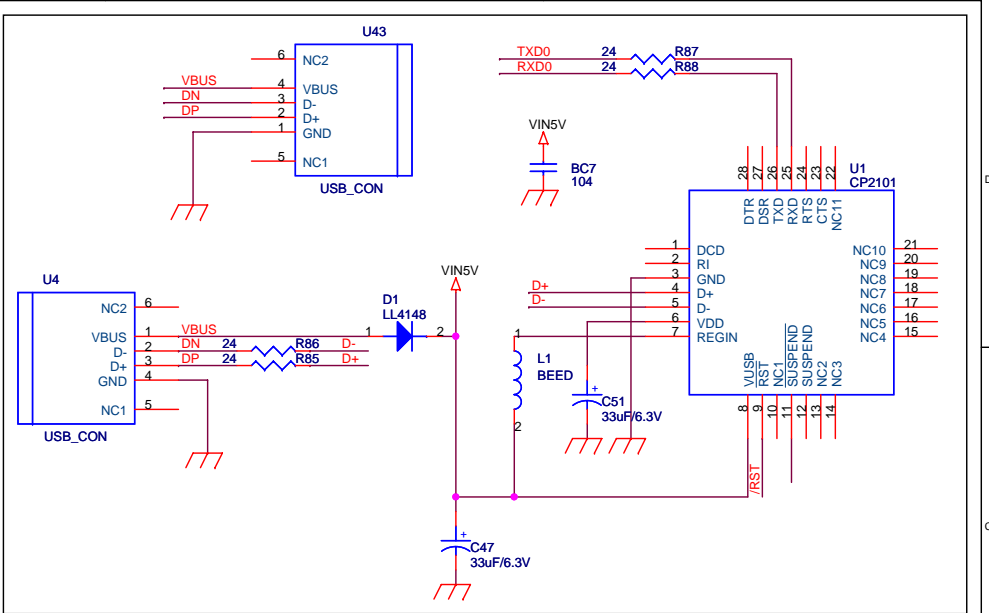 U43
6 NC2
VBUS 4 VBUS
DN 3 D-
DP 2 D+
1 GND
5 NC1
USB_CON
TXD0 24 R87
RXD0 24 R88
VIN5V
BC7
104
U1
CP2101
28 27 26 25 24 23 22
DTR DSR TXD RXD RTS CTS NC11
1 DCD
2 RI
3 GND
D+ 4 D+
D- 5 D-
6 VDD
7 REGIN
NC10 21
NC9 20
NC8 19
NC7 18
NC6 17
NC5 16
NC4 15
VUSB RST NC1 SUSPEND SUSPEND NC2 NC3
8 9 10 11 12 13 14
/RST
U4
NC2 6
VBUS 1 VBUS
D- 2 DN 24 R86 D-
D+ 3 DP 24 R85 D+
GND 4
NC1 5
USB_CON
D1
LL4148
1 2
VIN5V
1
L1
BEED
2
+
C51
33uF/6.3V
+
C47
33uF/6.3V